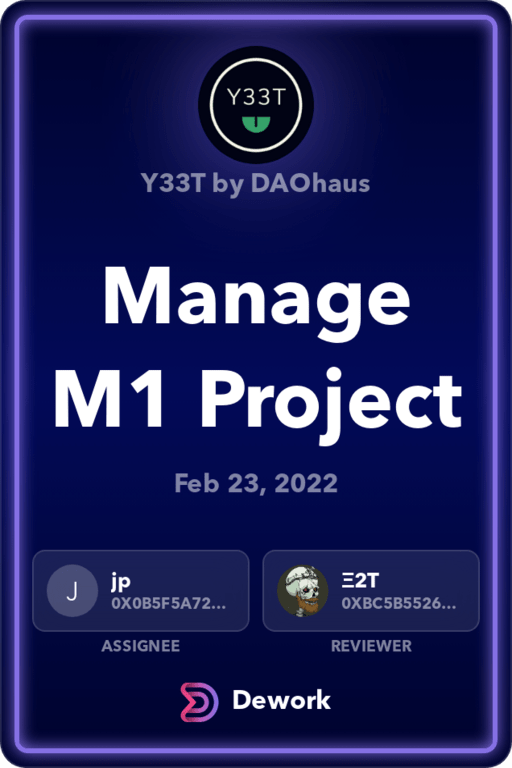 Y33T
Y33T by DAOhaus
Manage
M1 Project
Feb 23, 2022
J
jp
0X0B5F5A72...
Ξ2T
0XBC5B5526...
ASSIGNEE
REVIEWER
Dework